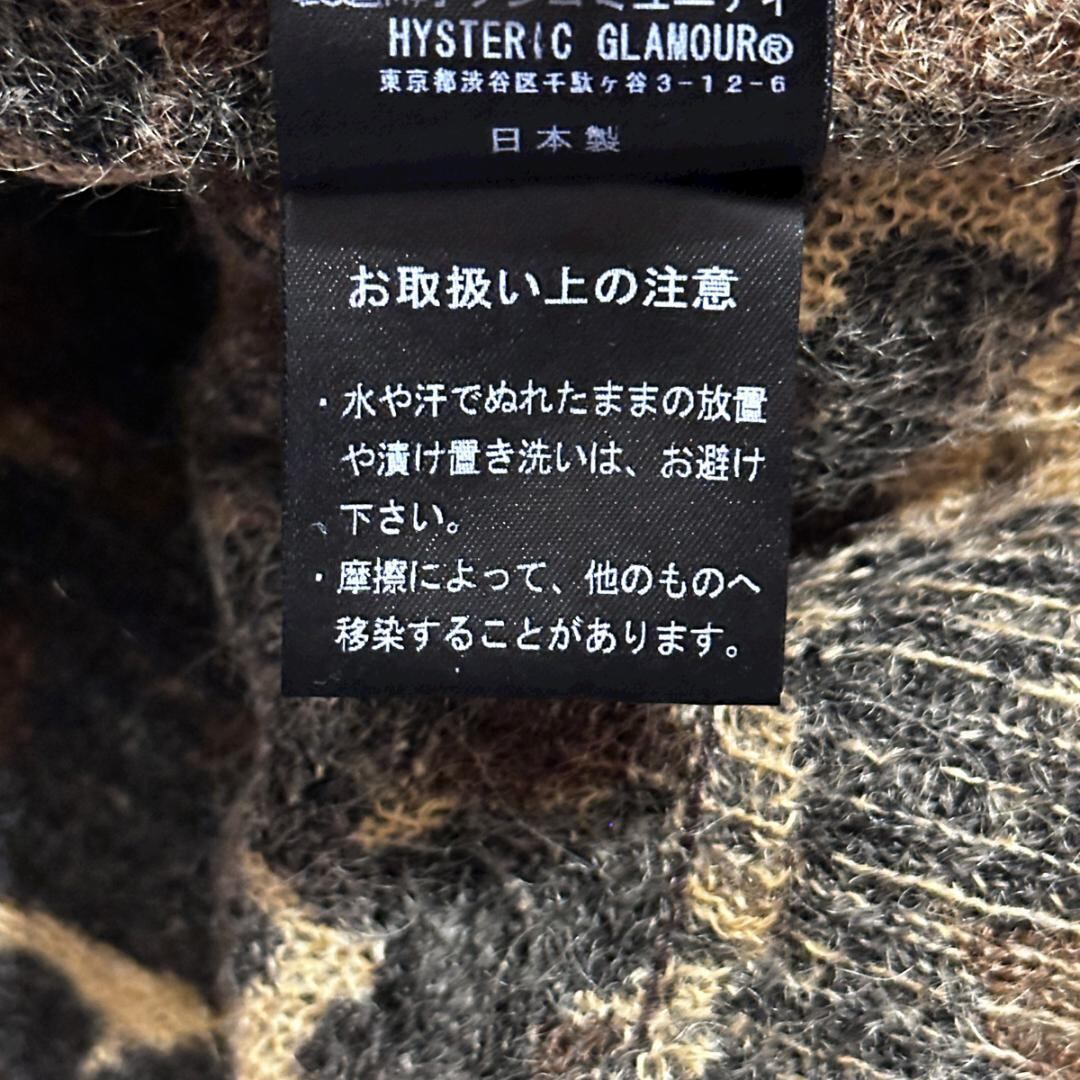 HYSTERIC GLAMOUR®
東京都渋谷区千駄ヶ谷3-12-6
日本製
お取扱い上の注意
・水や汗でぬれたままの放置
や漬け置き洗いは、お避け
下さい。
・摩擦によって、他のものへ
移染することがあります。